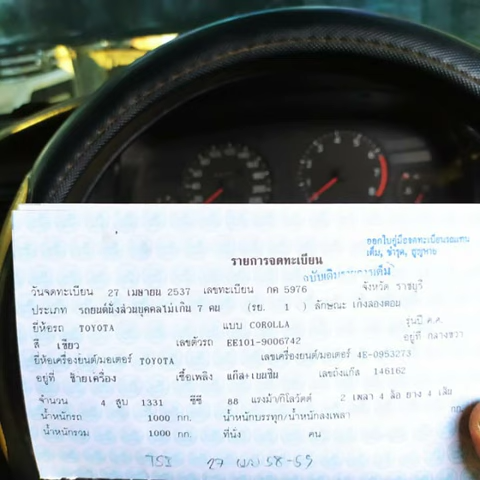 ออกใบคู่มือจดทะเบียนรถแทน
เต็ม, ชำรุด, สูญหาย
รายการจดทะเบียน
วันจดทะเบียน 27 เมษายน 2537 เลขทะเบียน กค 5976 จังหวัด ราชบุรี
ประเภท รถยนต์นั่งส่วนบุคคลไม่เกิน 7 คน (รย. 1 ) ลักษณะ เก๋งสองตอน
ยี่ห้อรถ TOYOTA แบบ COROLLA รุ่นปี ค.ศ.
สี เขียว เลขตัวรถ EE101-9006742 อยู่ที่ กลางขวา
ยี่ห้อเครื่องยนต์/มอเตอร์ TOYOTA เลขเครื่องยนต์/มอเตอร์ 4E-0953273
อยู่ที่ ซ้ายเครื่อง เชื้อเพลิง แก๊ส+เบนซิน เลขถังแก๊ส 146162
จำนวน 4 สูบ 1331 ซีซี 88 แรงม้า/กิโลวัตต์ 2 เพลา 4 ล้อ ยาง 4 เส้น
น้ำหนักรถ 1000 กก. น้ำหนักบรรทุก/น้ำหนักลงเพลา กก.
น้ำหนักรวม 1000 กก. ที่นั่ง คน
27 58-59